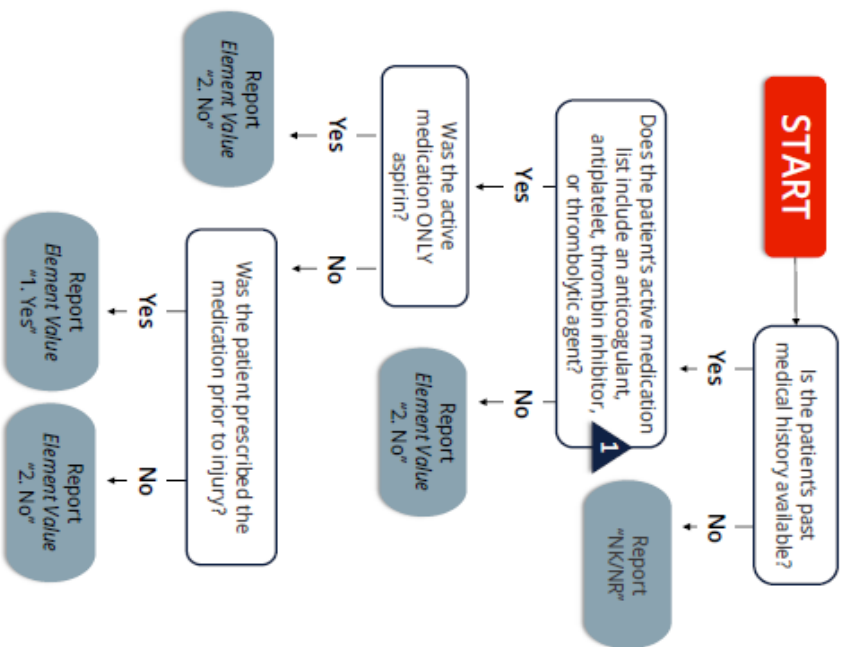 START
Is the patient's past
medical history available?
Yes
No
Report
"NK/NR"
Does the patient's active medication
list include an anticoagulant,
antiplatelet, thrombin inhibitor,
or thrombolytic agent?
1
Yes
No
Report
Element Value
"2. No"
Was the active
medication ONLY
aspirin?
Yes
No
Report
Element Value
"2. No"
Was the patient prescribed the
medication prior to injury?
Yes
No
Report
Element Value
"1. Yes"
Report
Element Value
"2. No"